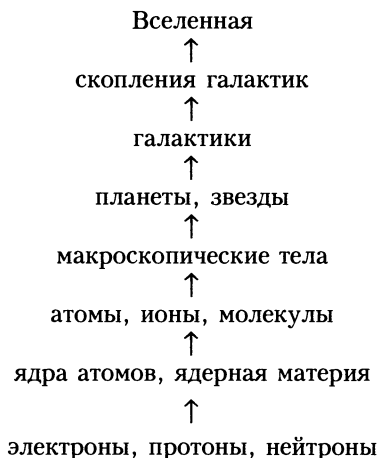 Вселенная
↑
скопления галактик
↑
галактики
↑
планеты, звезды
↑
макроскопические тела
↑
атомы, ионы, молекулы
↑
ядра атомов, ядерная материя
↑
электроны, протоны, нейтроны